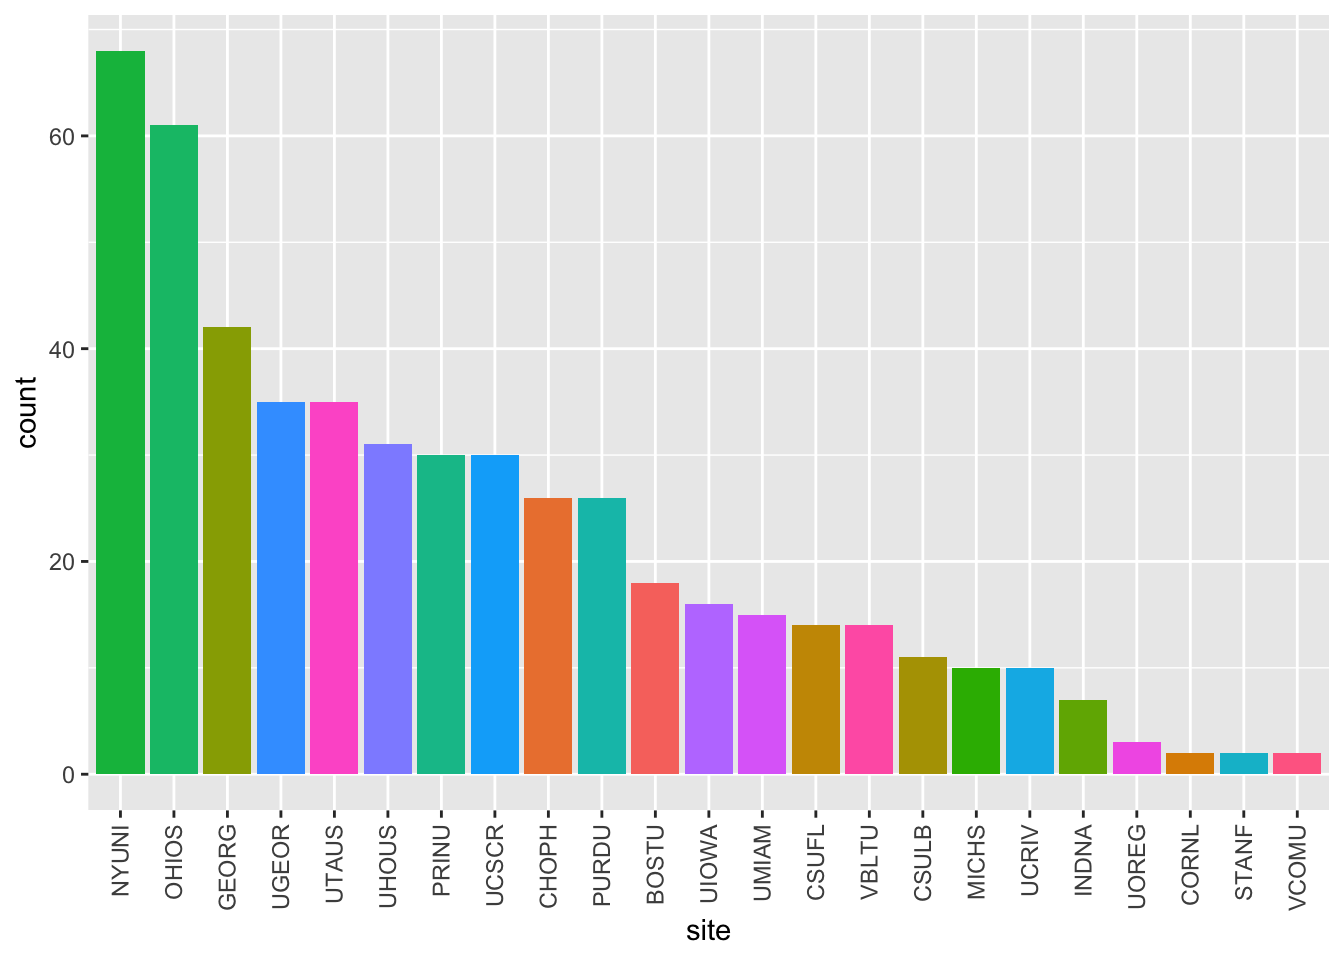 60
40
20
0
count
NYUNI
OHIOS
GEORG
UGEOR
UTAUS
UHOUS
PRINU
UCSCR
CHOPH
PURDU
BOSTU
UIOWA
UMIAM
CSUFL
VBLTU
CSULB
MICHS
UCRIV
INDNA
UOREG
CORNL
STANF
VCOMU
site